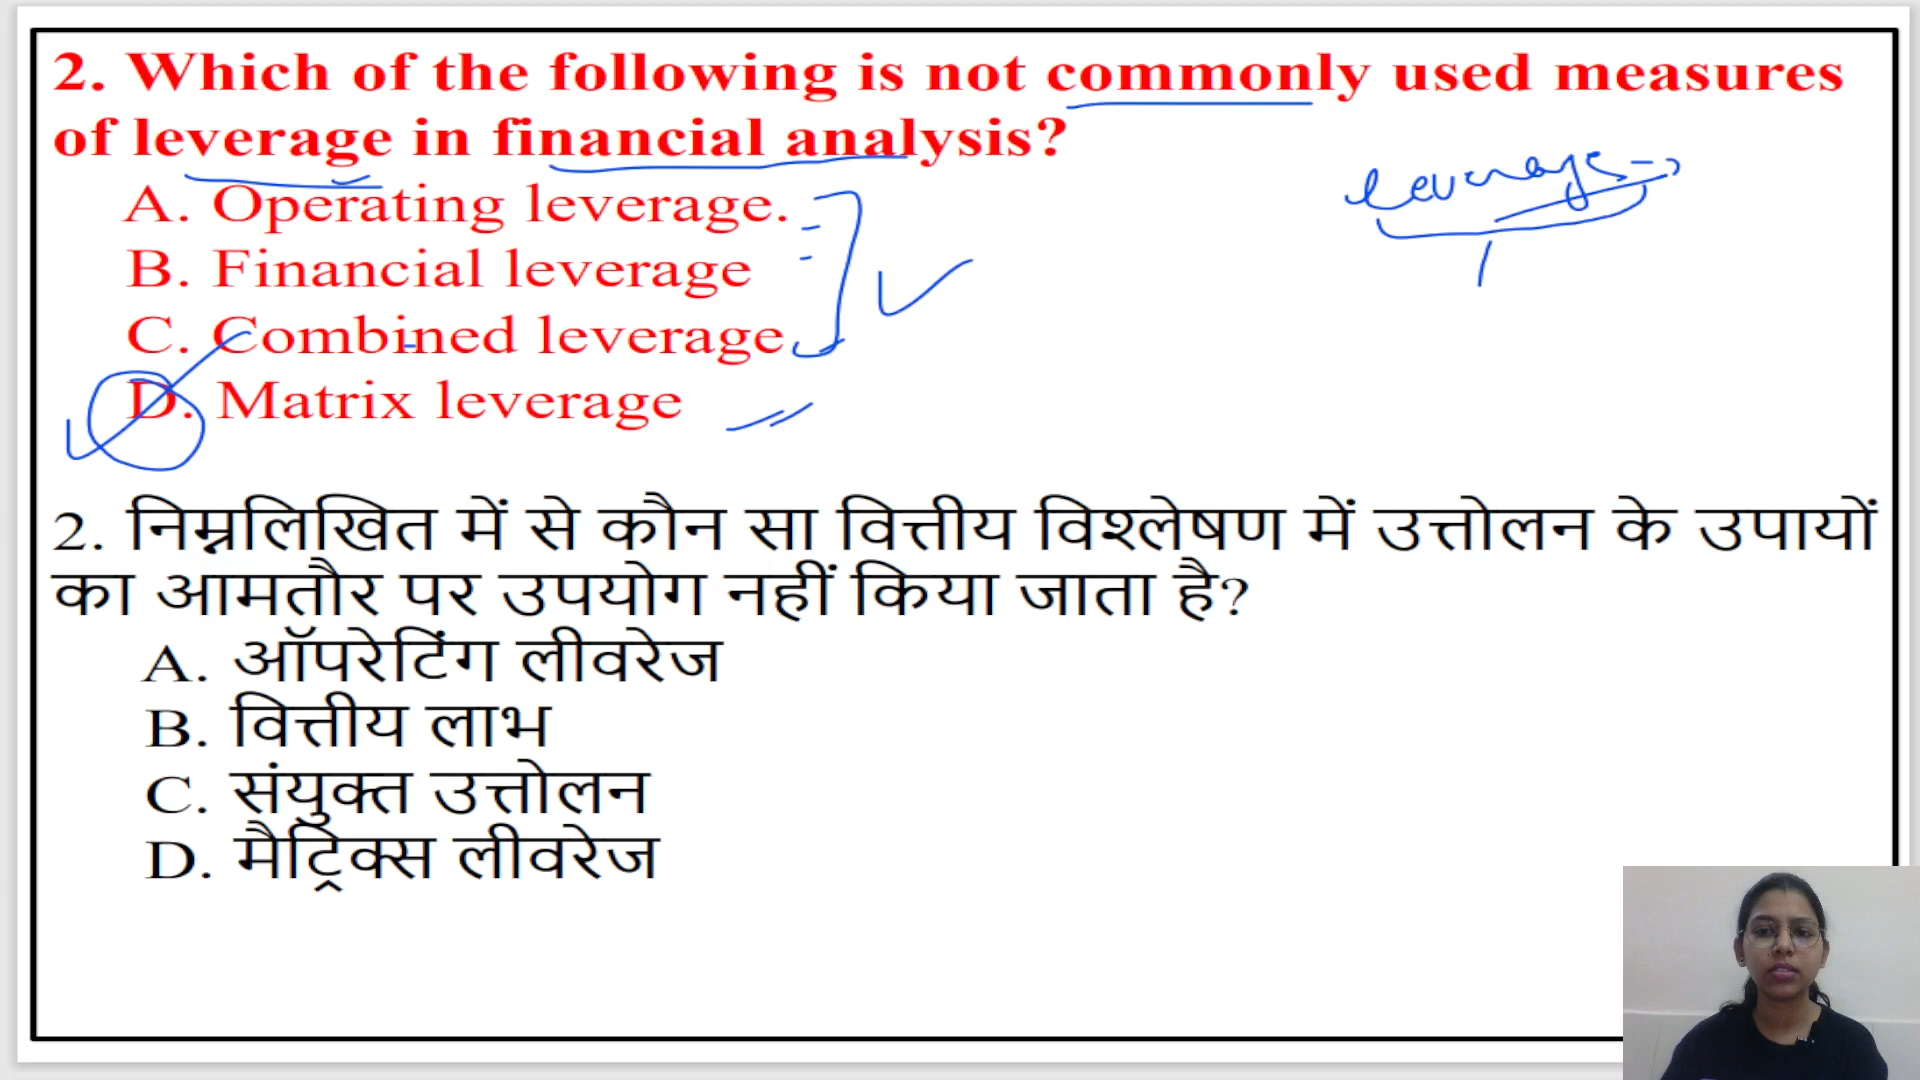 2. Which of the following is not commonly used measures
of leverage in financial analysis?
A. Operating leverage.
B. Financial leverage
C. Combined leverage
D. Matrix leverage
leverage
2. निम्नलिखित में से कौन सा वित्तीय विश्लेषण में उत्तोलन के उपायों
का आमतौर पर उपयोग नहीं किया जाता है?
A. ऑपरेटिंग लीवरेज
B. वित्तीय लाभ
C. संयुक्त उत्तोलन
D. मैट्रिक्स लीवरेज